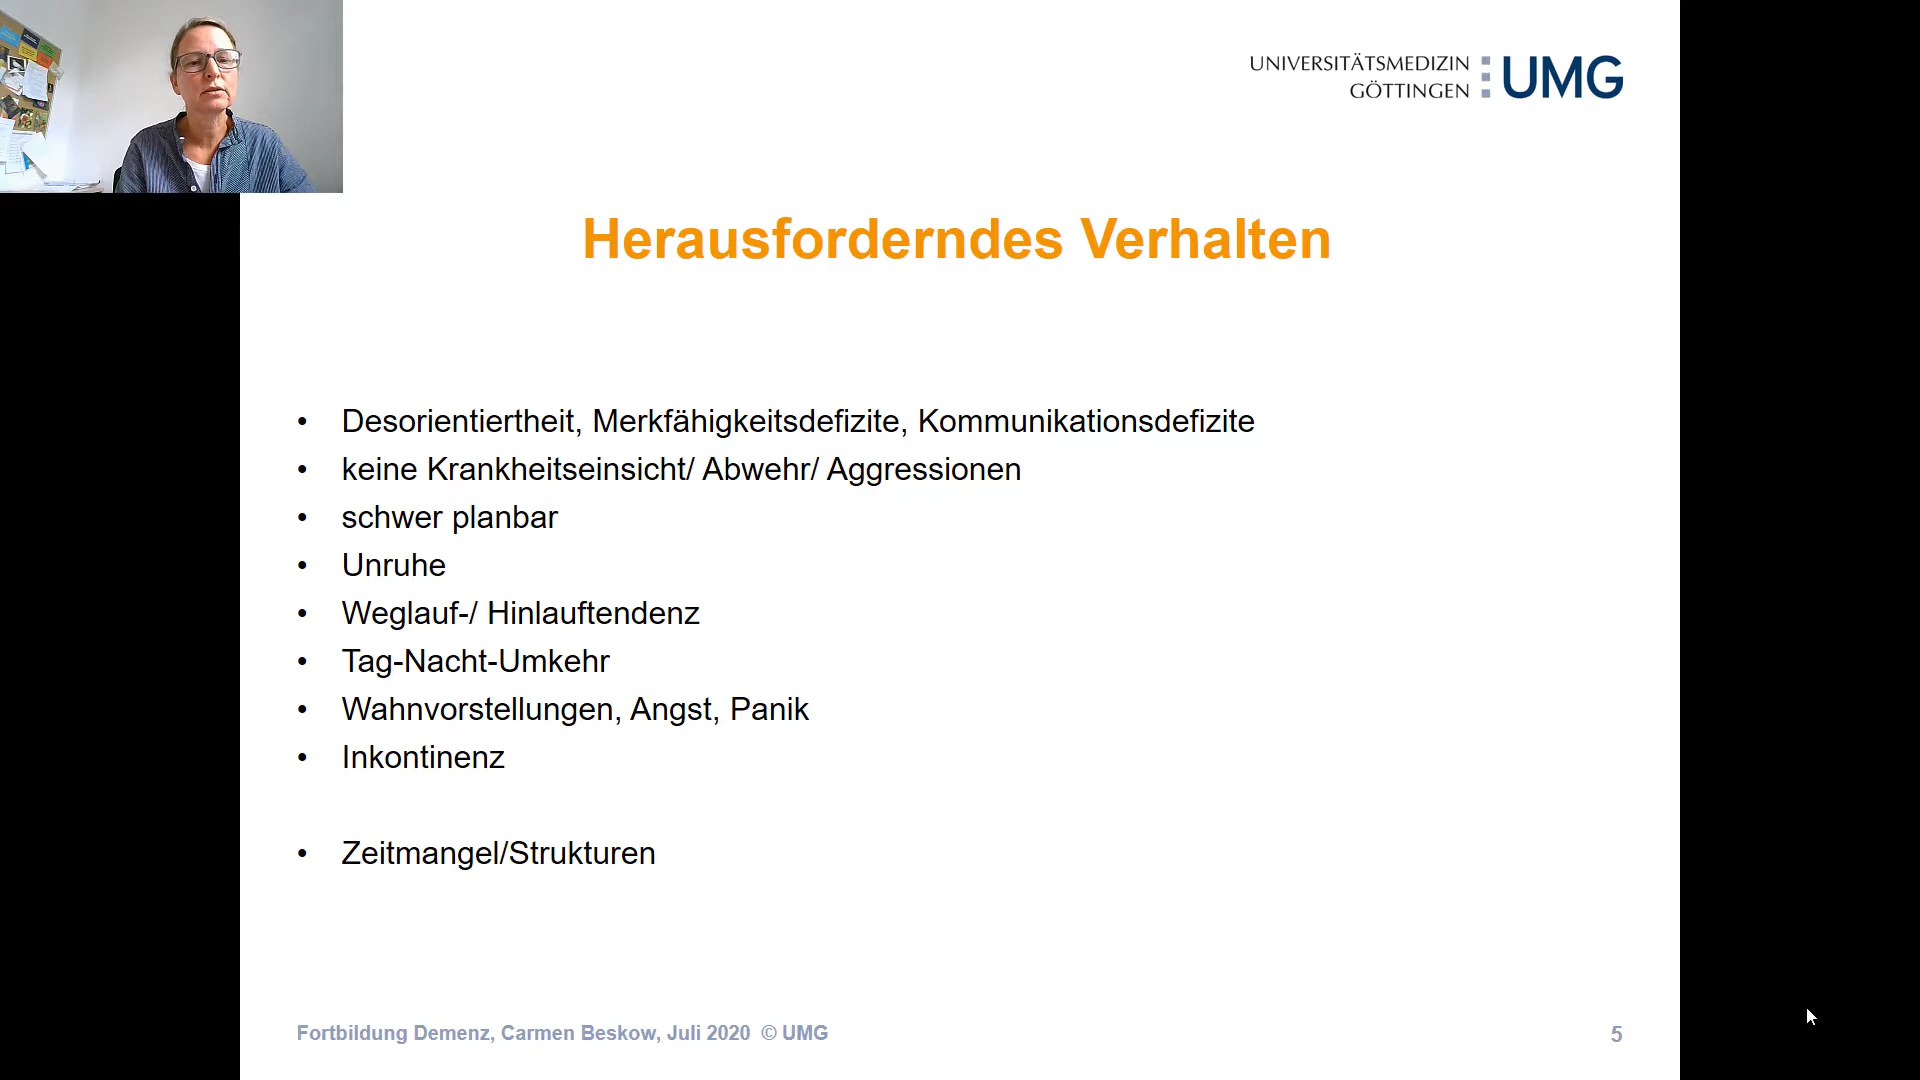 UNIVERSITÄTSMEDIZIN
GÖTTINGEN
UMG
Herausforderndes Verhalten
• Desorientiertheit, Merkfähigkeitsdefizite, Kommunikationsdefizite
• keine Krankheitseinsicht/ Abwehr/ Aggressionen
• schwer planbar
• Unruhe
• Weglauf-/ Hinlauftendenz
• Tag-Nacht-Umkehr
• Wahnvorstellungen, Angst, Panik
• Inkontinenz
• Zeitmangel/Strukturen
Fortbildung Demenz, Carmen Beskow, Juli 2020 © UMG
5